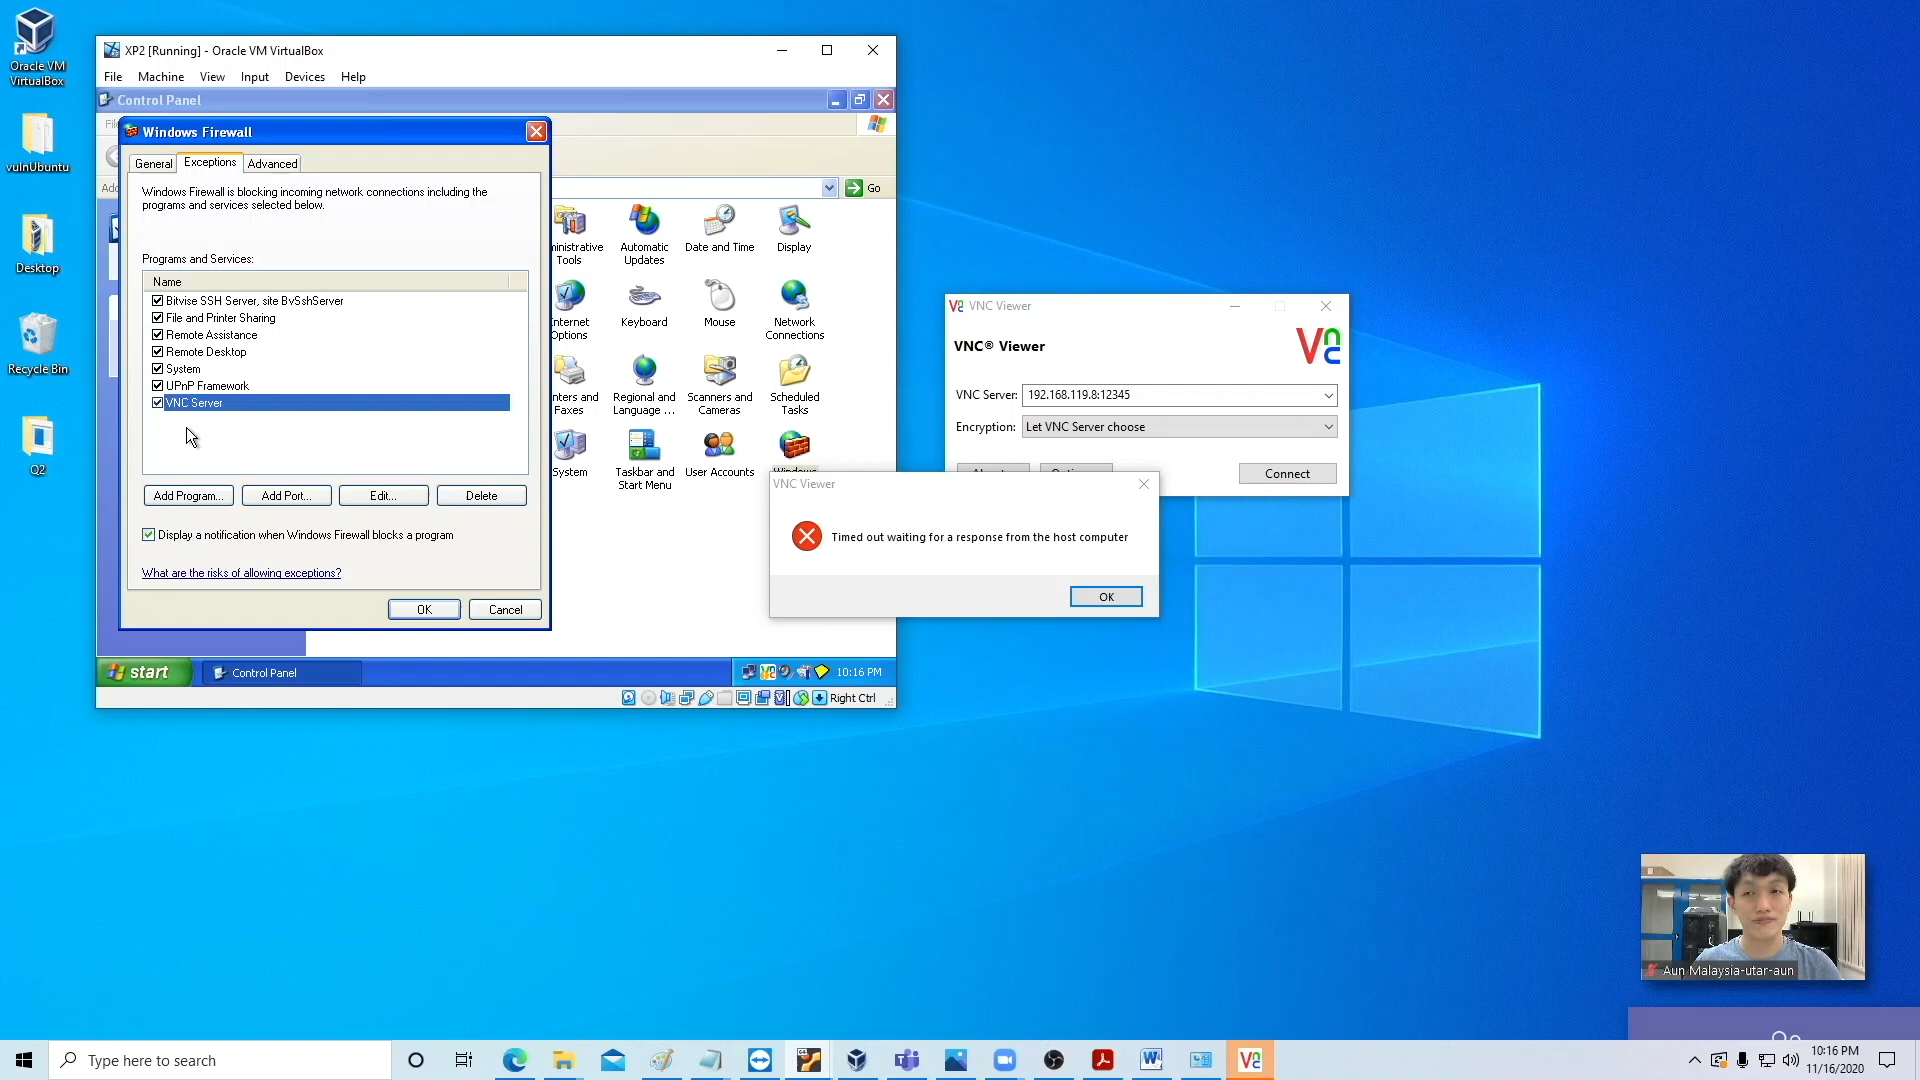 Oracle VM
VirtualBox
vulnUbuntu
Desktop
Recycle Bin
Q2
XP2 [Running] - Oracle VM VirtualBox
File Machine View Input Devices Help
Control Panel
Windows Firewall
General Exceptions Advanced
Windows Firewall is blocking incoming network connections including the
programs and services selected below.
Programs and Services:
Name
Bitvise SSH Server, site BvSshServer
File and Printer Sharing
Remote Assistance
Remote Desktop
System
UPnP Framework
VNC Server
Add Program... Add Port... Edit... Delete
Display a notification when Windows Firewall blocks a program
What are the risks of allowing exceptions?
OK Cancel
Go
Tools
Automatic
Updates
Date and Time
Display
Options
Keyboard
Mouse
Network
Connections
Faxes
Regional and
Language ...
Scanners and
Cameras
Scheduled
Tasks
System
Taskbar and
Start Menu
User Accounts
start
Control Panel
10:16 PM
Right Ctrl
VNC Viewer
VNC® Viewer
VNC
VNC Server: 192.168.119.8:12345
Encryption: Let VNC Server choose
Connect
VNC Viewer
Timed out waiting for a response from the host computer
OK
Aun Malaysia-utar-aun
Type here to search
10:16 PM
11/16/2020